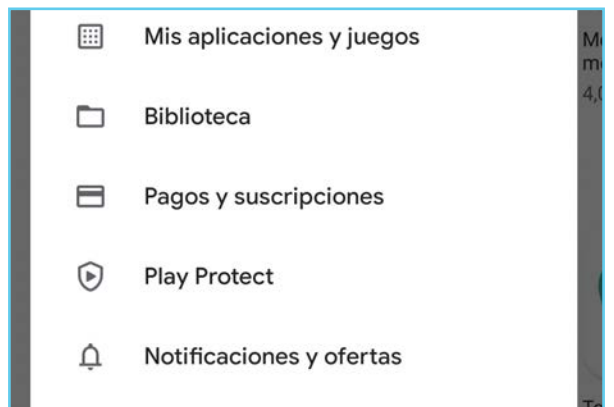 Mis aplicaciones y juegos
Biblioteca
Pagos y suscripciones
Play Protect
Notificaciones y ofertas